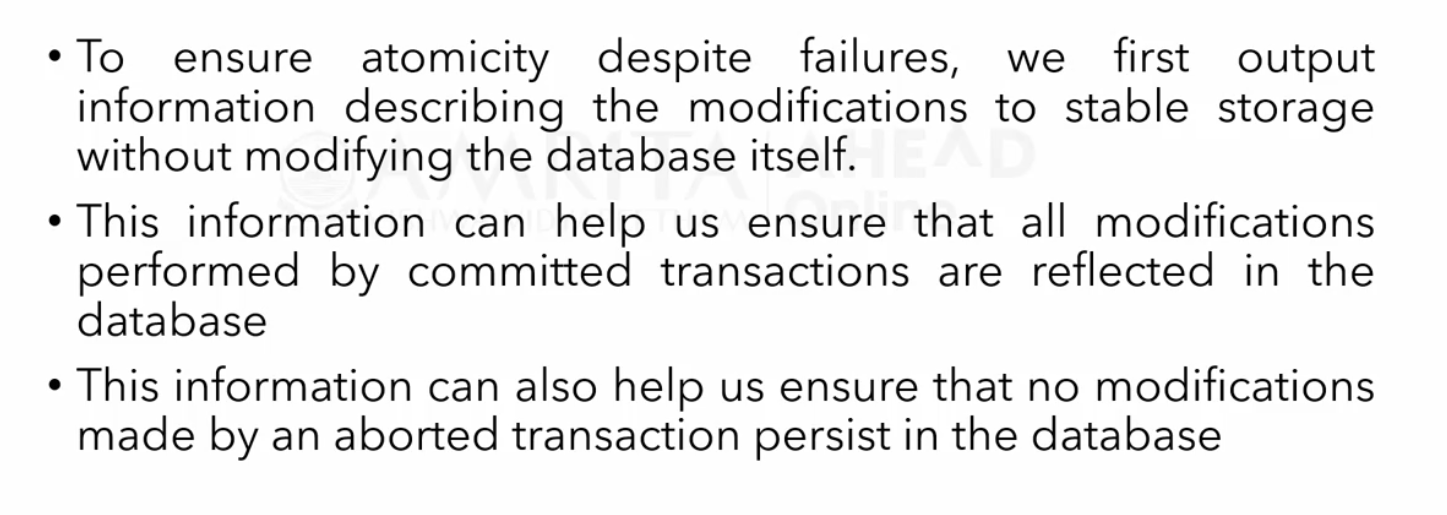 • To ensure atomicity despite failures, we first output
information describing the modifications to stable storage
without modifying the database itself.
• This information can help us ensure that all modifications
performed by committed transactions are reflected in the
database
• This information can also help us ensure that no modifications
made by an aborted transaction persist in the database
AMRITA AHEAD
Online